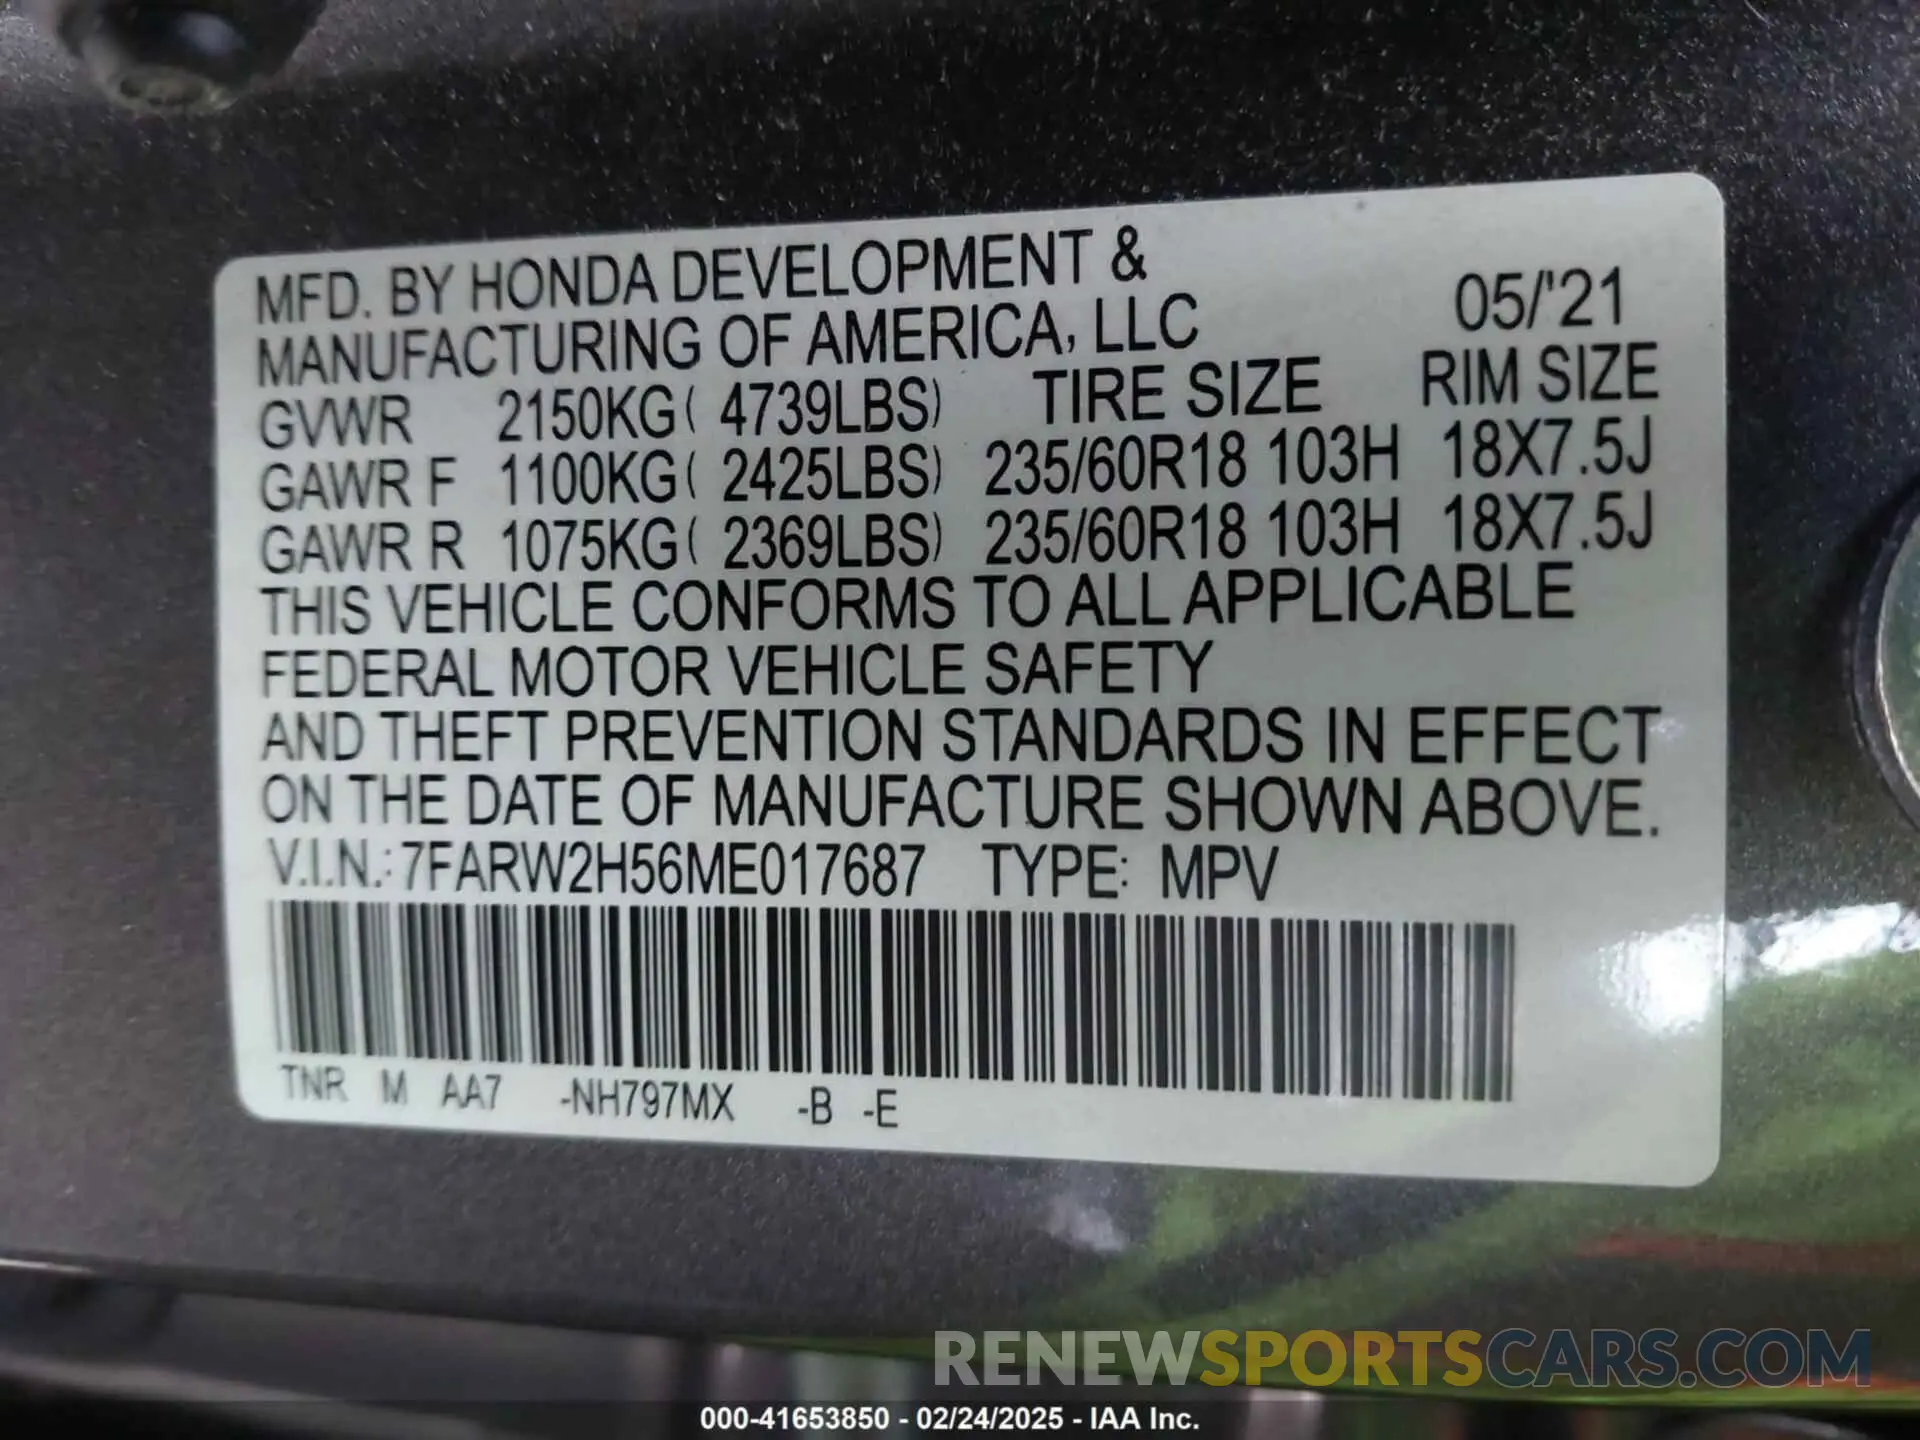 MFD. BY HONDA DEVELOPMENT &
MANUFACTURING OF AMERICA, LLC 05/'21
GVWR 2150KG( 4739LBS) TIRE SIZE RIM SIZE
GAWR F 1100KG( 2425LBS) 235/60R18 103H 18X7.5J
GAWR R 1075KG( 2369LBS) 235/60R18 103H 18X7.5J
THIS VEHICLE CONFORMS TO ALL APPLICABLE
FEDERAL MOTOR VEHICLE SAFETY
AND THEFT PREVENTION STANDARDS IN EFFECT
ON THE DATE OF MANUFACTURE SHOWN ABOVE.
V.I.N.: 7FARW2H56ME017687 TYPE: MPV
TNR M AA7 -NH797MX -B -E
RENEWSPORTSCARS.COM
000-41653850 - 02/24/2025 - IAA Inc.